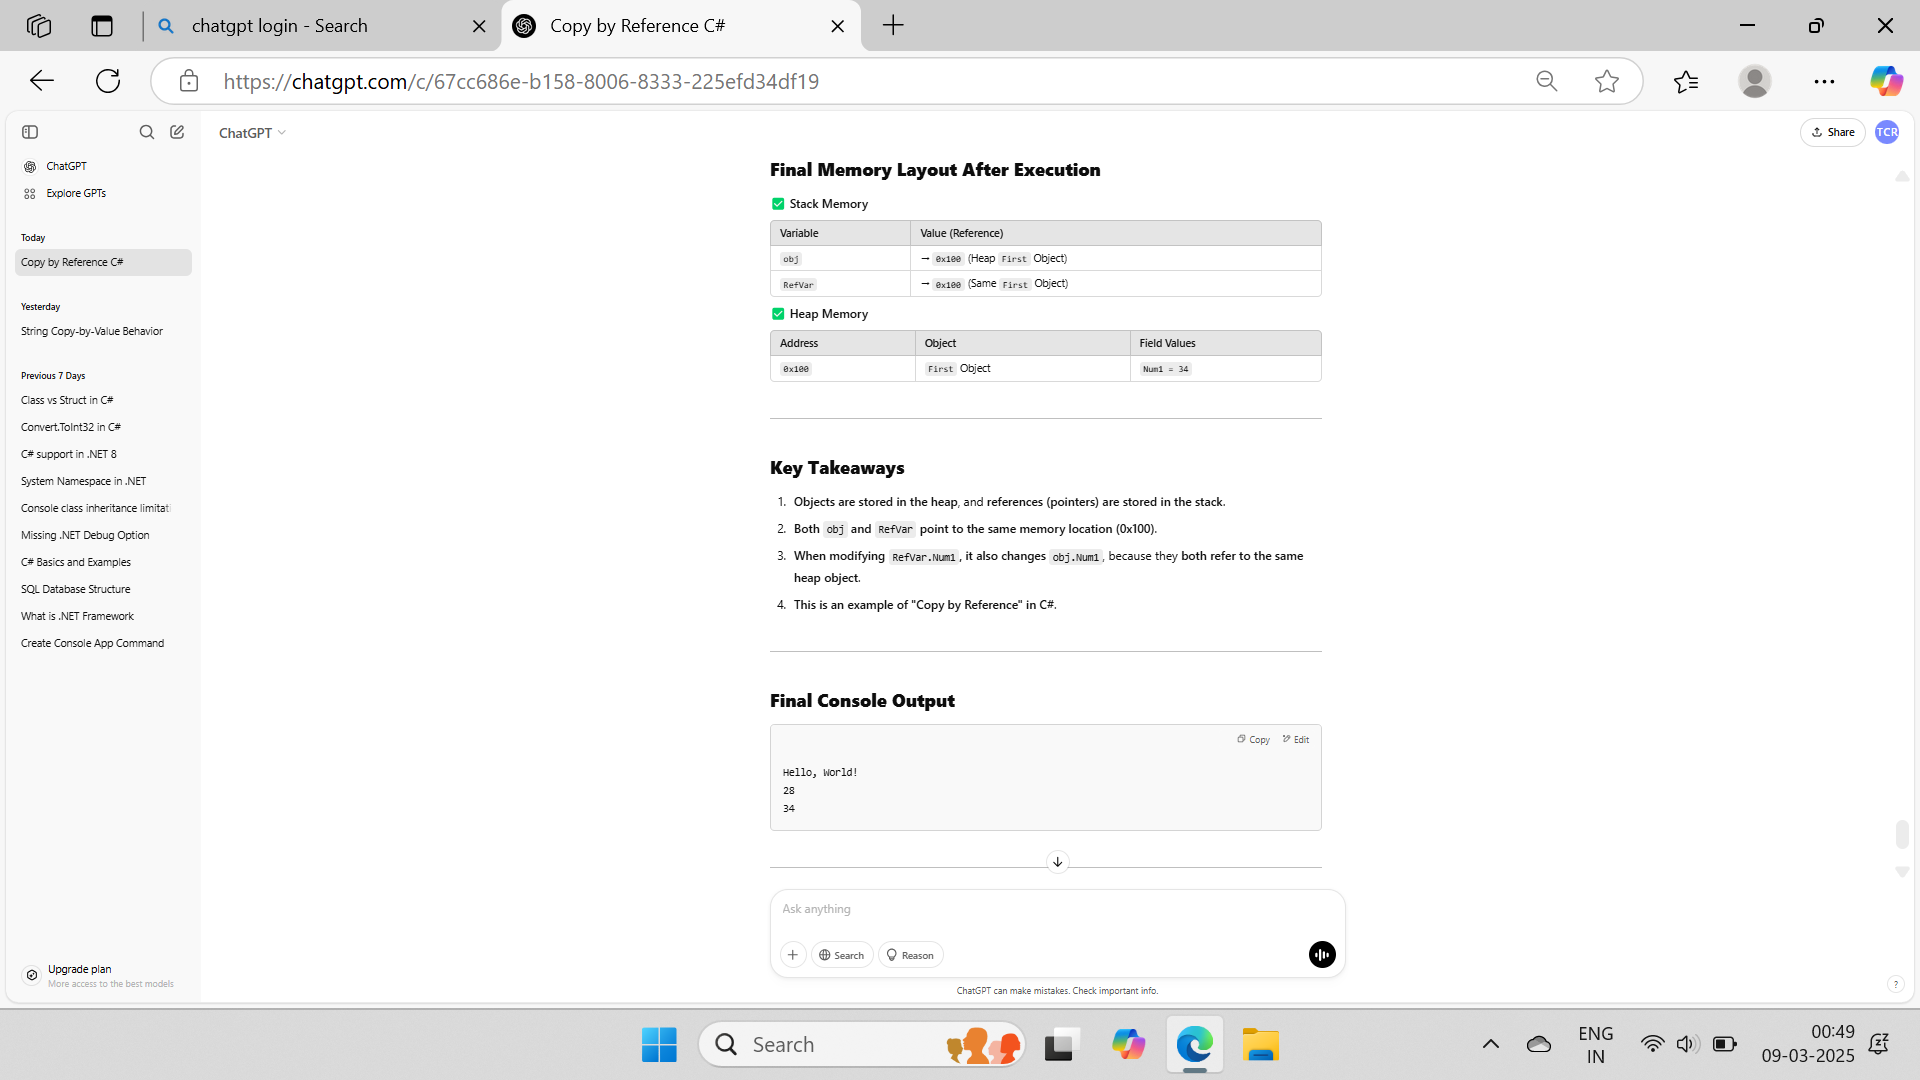 chatgpt login - Search
Copy by Reference C#
https://chatgpt.com/c/67cc686e-b158-8006-8333-225efd34df19
ChatGPT
Share
TCR
ChatGPT
Explore GPTs
Today
Copy by Reference C#
Yesterday
String Copy-by-Value Behavior
Previous 7 Days
Class vs Struct in C#
Convert.ToInt32 in C#
C# support in .NET 8
System Namespace in .NET
Console class inheritance limitati
Missing .NET Debug Option
C# Basics and Examples
SQL Database Structure
What is .NET Framework
Create Console App Command
Upgrade plan
More access to the best models
Final Memory Layout After Execution
✅ Stack Memory
Variable Value (Reference)
obj → 0x100 (Heap First Object)
RefVar → 0x100 (Same First Object)
✅ Heap Memory
Address Object Field Values
0x100 First Object Num1 = 34
Key Takeaways
1. Objects are stored in the heap, and references (pointers) are stored in the stack.
2. Both obj and RefVar point to the same memory location (0x100).
3. When modifying RefVar.Num1, it also changes obj.Num1, because they both refer to the same
heap object.
4. This is an example of "Copy by Reference" in C#.
Final Console Output
Copy Edit
Hello, World!
28
34
Ask anything
Search Reason
ChatGPT can make mistakes. Check important info.
?
Search
ENG
IN
00:49
09-03-2025